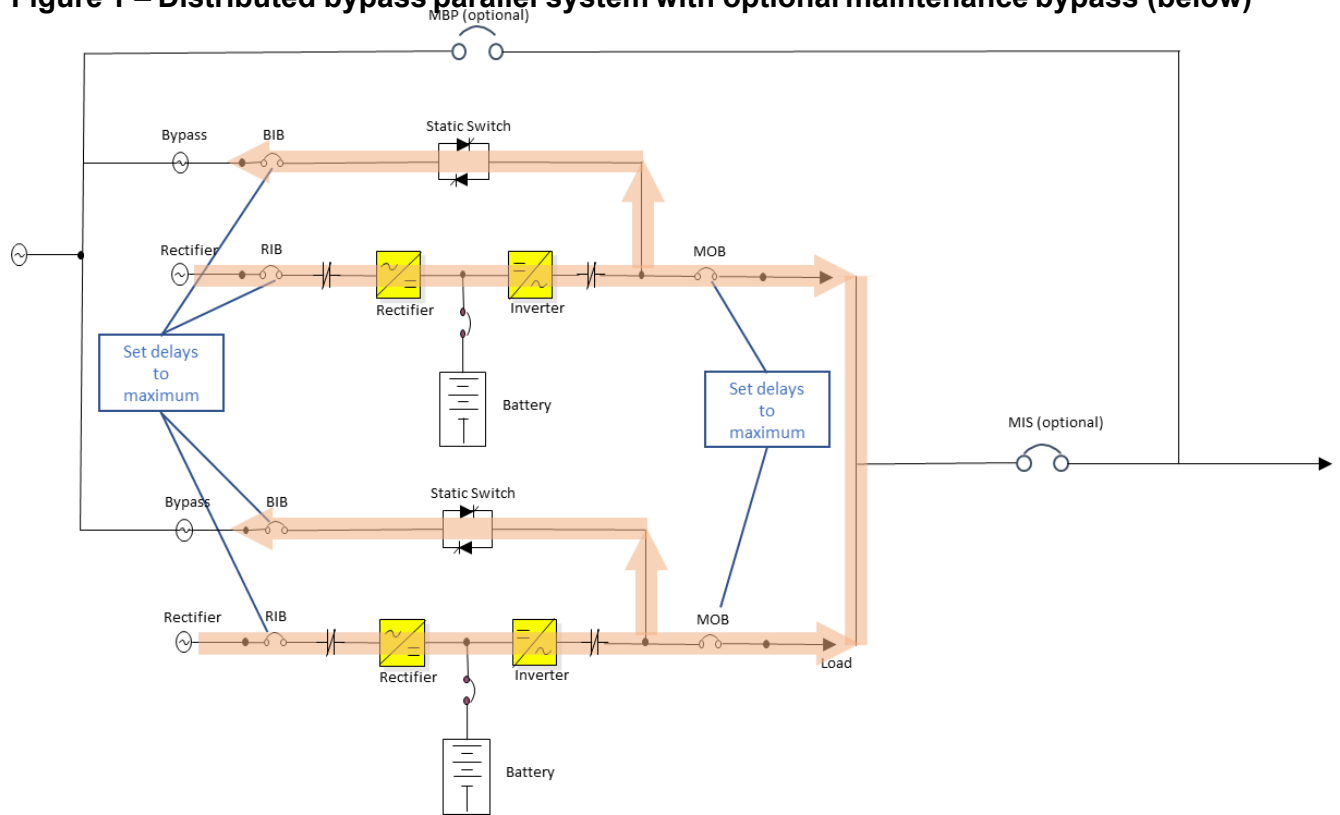 Figure 1 – Distributed bypass parallel system with optional maintenance bypass (below)
MBP (optional)
Static Switch
Bypass
BIB
Rectifier
RIB
MOB
Rectifier
Inverter
Set delays
to
maximum
Battery
Set delays
to
maximum
MIS (optional)
Static Switch
Bypass
BIB
Rectifier
RIB
MOB
Load
Rectifier
Inverter
Battery